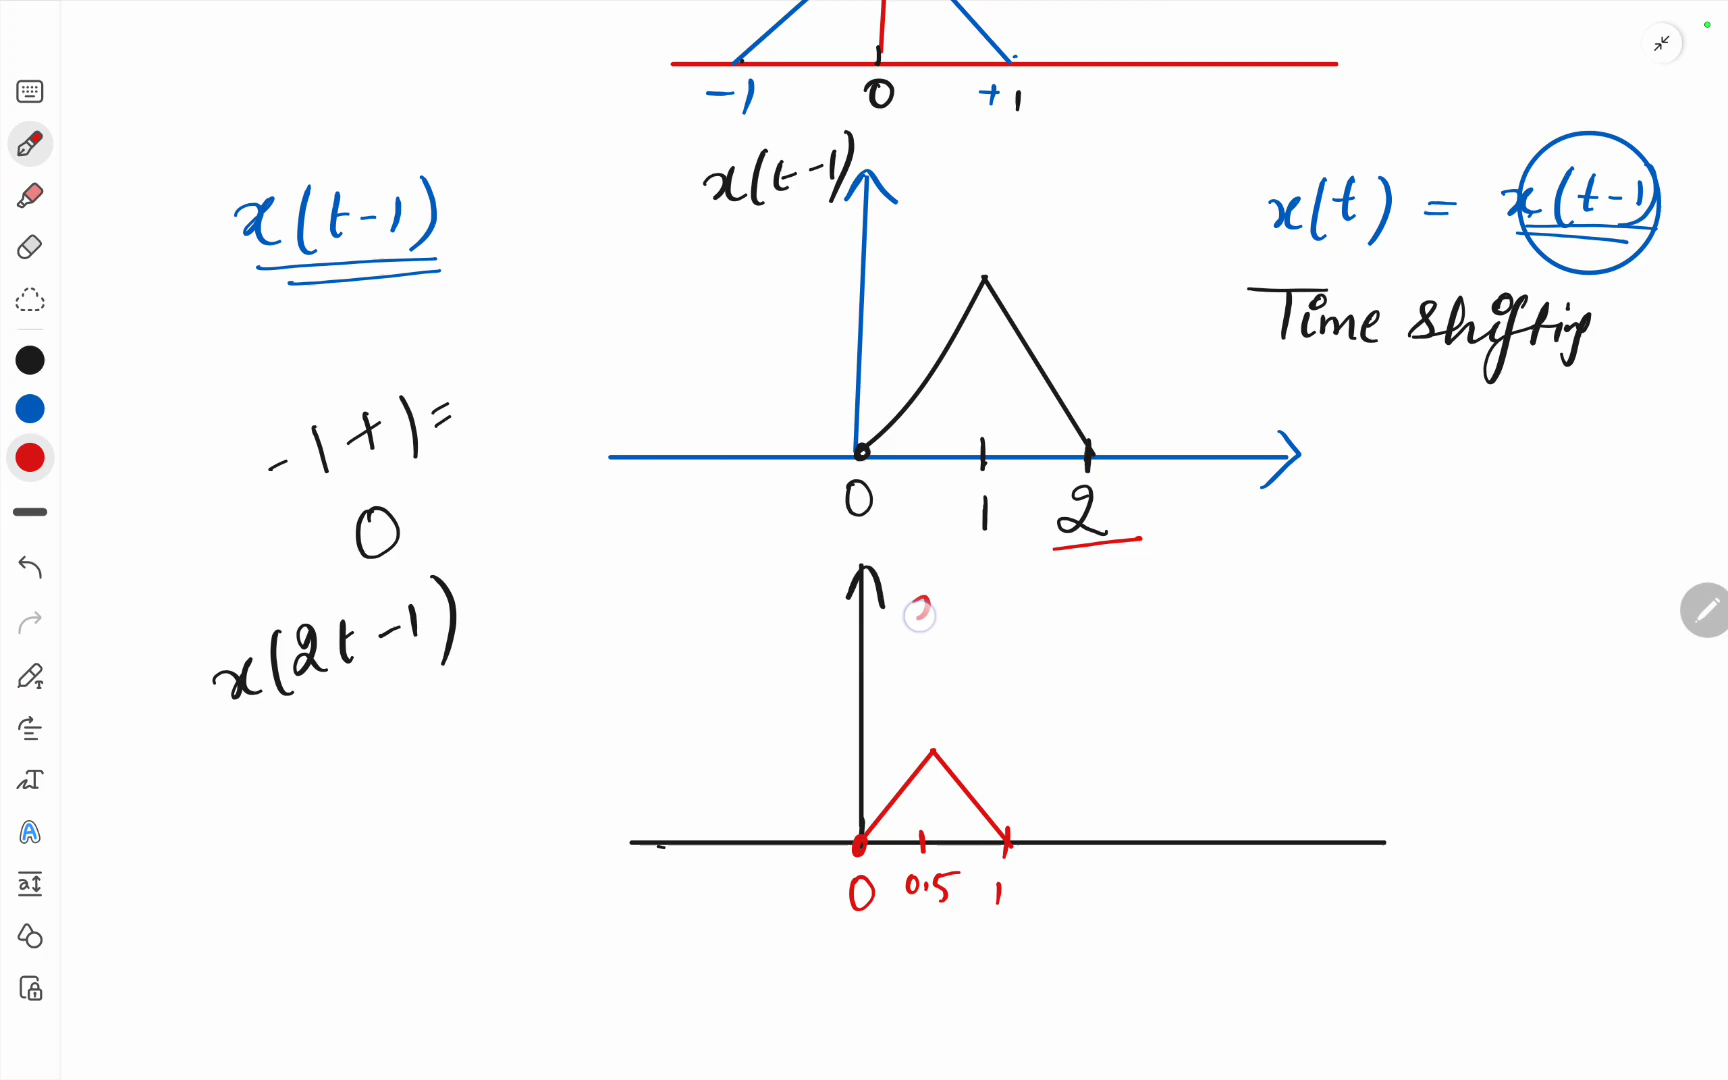 -1 0 +1
x(t-1)
x(t-1)
x(t) = x(t-1)
Time shifting
-1+1=
0
0 1 2
x(2t-1)
0 0.5 1